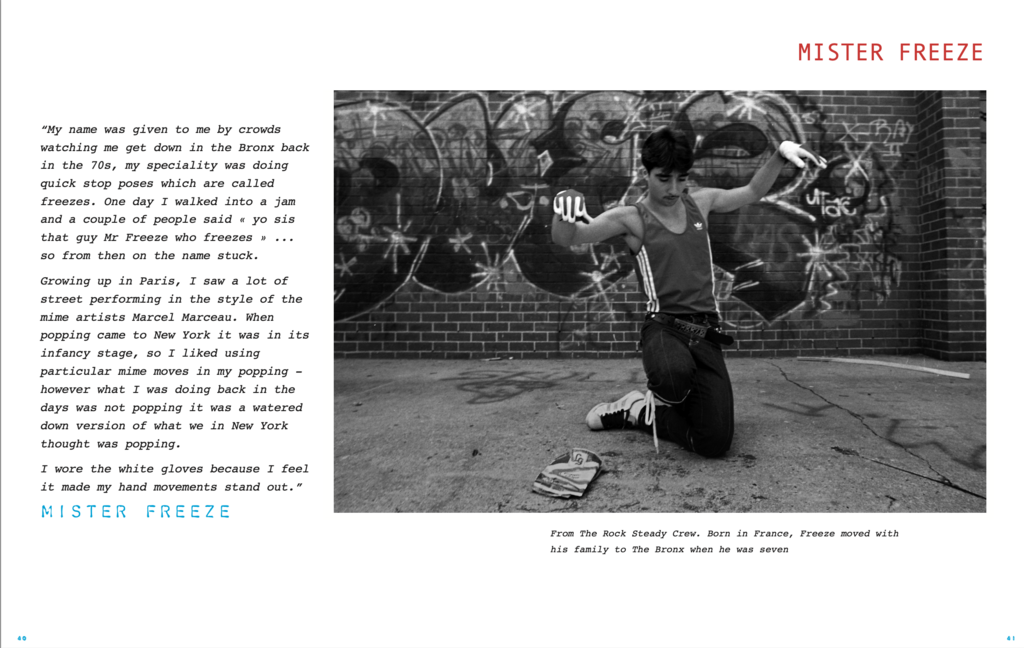 MISTER FREEZE
“My name was given to me by crowds
watching me get down in the Bronx back
in the 70s, my speciality was doing
quick stop poses which are called
freezes. One day I walked into a jam
and a couple of people said « yo sis
that guy Mr Freeze who freezes » ...
so from then on the name stuck.
Growing up in Paris, I saw a lot of
street performing in the style of the
mime artists Marcel Marceau. When
popping came to New York it was in its
infancy stage, so I liked using
particular mime moves in my popping –
however what I was doing back in the
days was not popping it was a watered
down version of what we in New York
thought was popping.
I wore the white gloves because I feel
it made my hand movements stand out.”
MISTER FREEZE
From The Rock Steady Crew. Born in France, Freeze moved with
his family to The Bronx when he was seven
40
41